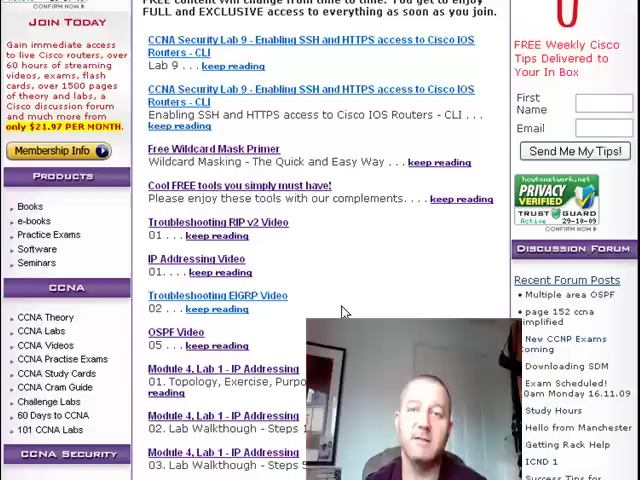 CONFIRM ››
JOIN TODAY
Gain immediate access
to live Cisco routers, over
60 hours of streaming
videos, exams, flash
cards, over 1500 pages
of theory and labs, a
Cisco discussion forum
and much more from
only $21.97 PER MONTH.
Membership Info
PRODUCTS
Books
e-books
Practice Exams
Software
Seminars
CCNA
CCNA Theory
CCNA Labs
CCNA Videos
CCNA Practise Exams
CCNA Study Cards
CCNA Cram Guide
Challenge Labs
60 Days to CCNA
101 CCNA Labs
CCNA SECURITY
FREE content will change from time to time. You get to enjoy
FULL and EXCLUSIVE access to everything as soon as you join.
CCNA Security Lab 9 - Enabling SSH and HTTPS access to Cisco IOS
Routers - CLI
Lab 9 . . . keep reading
CCNA Security Lab 9 - Enabling SSH and HTTPS access to Cisco IOS
Routers - CLI
Enabling SSH and HTTPS access to Cisco IOS Routers - CLI . . .
keep reading
Free Wildcard Mask Primer
Wildcard Masking - The Quick and Easy Way . . . keep reading
Cool FREE tools you simply must have!
Please enjoy these tools with our complements. . . . keep reading
Troubleshooting RIP v2 Video
01 . . . keep reading
IP Addressing Video
01. . . . keep reading
Troubleshooting EIGRP Video
02 . . . keep reading
OSPF Video
05 . . . keep reading
Module 4, Lab 1 - IP Addressing
01. Topology, Exercise, Purpo
reading
Module 4, Lab 1 - IP Addressing
02. Lab Walkthough - Steps 1
Module 4, Lab 1 - IP Addressing
03. Lab Walkthough - Steps 5
FREE Weekly Cisco
Tips Delivered to
Your In Box
First
Name
Email
Send Me My Tips!
howtonetwork.net
PRIVACY
VERIFIED
TRUST GUARD
Active 29-10-09
CONFIRM ››
DISCUSSION FORUM
Recent Forum Posts
Multiple area OSPF
page 152 ccna
simplified
New CCNP Exams
Coming
Downloading SDM
Exam Scheduled!
0am Monday 16.11.09
Study Hours
Hello from Manchester
Getting Rack Help
ICND 1
Success Tips for